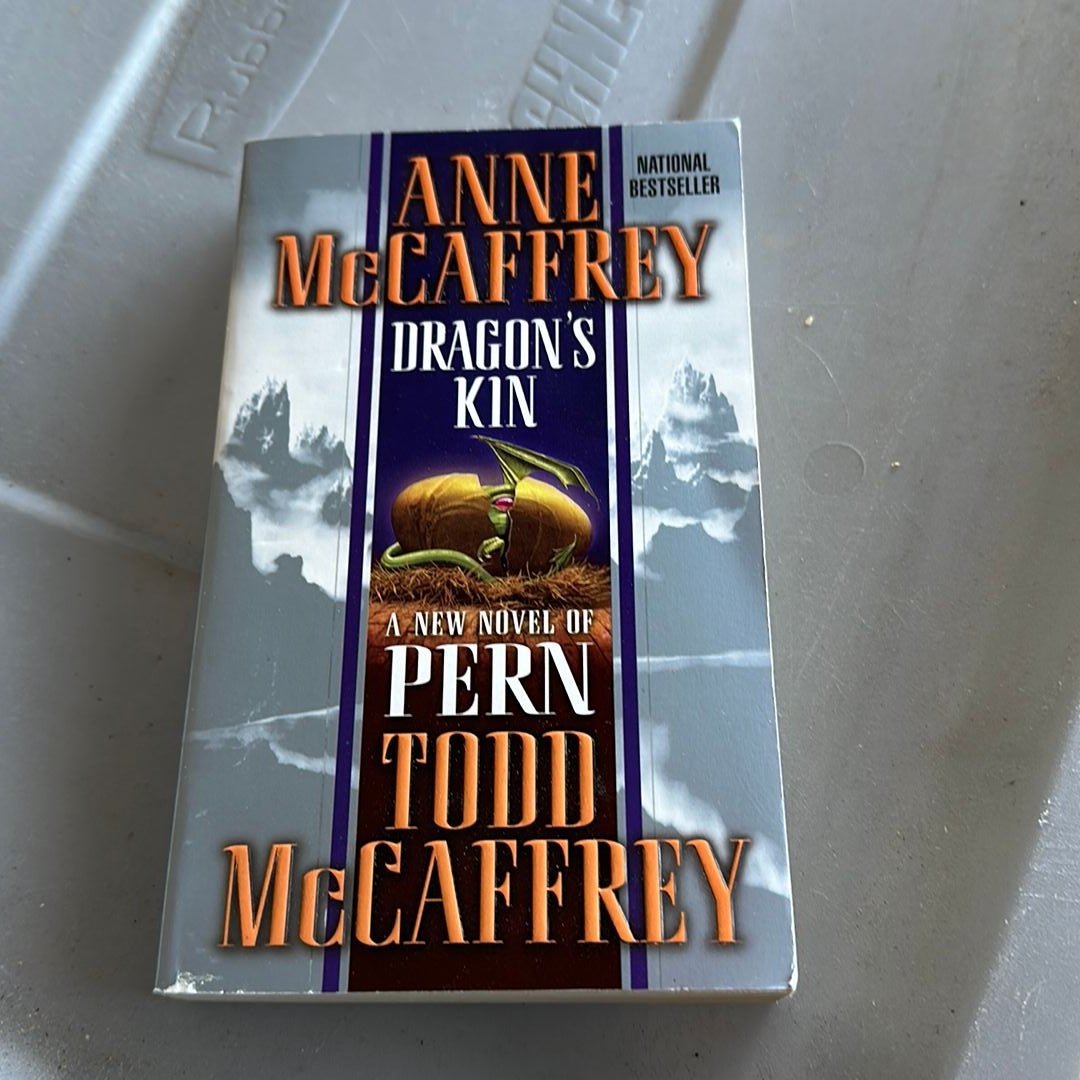 ANNE
McCAFFREY
NATIONAL
BESTSELLER
DRAGON'S
KIN
A NEW NOVEL OF
PERN
TODD
McCAFFREY